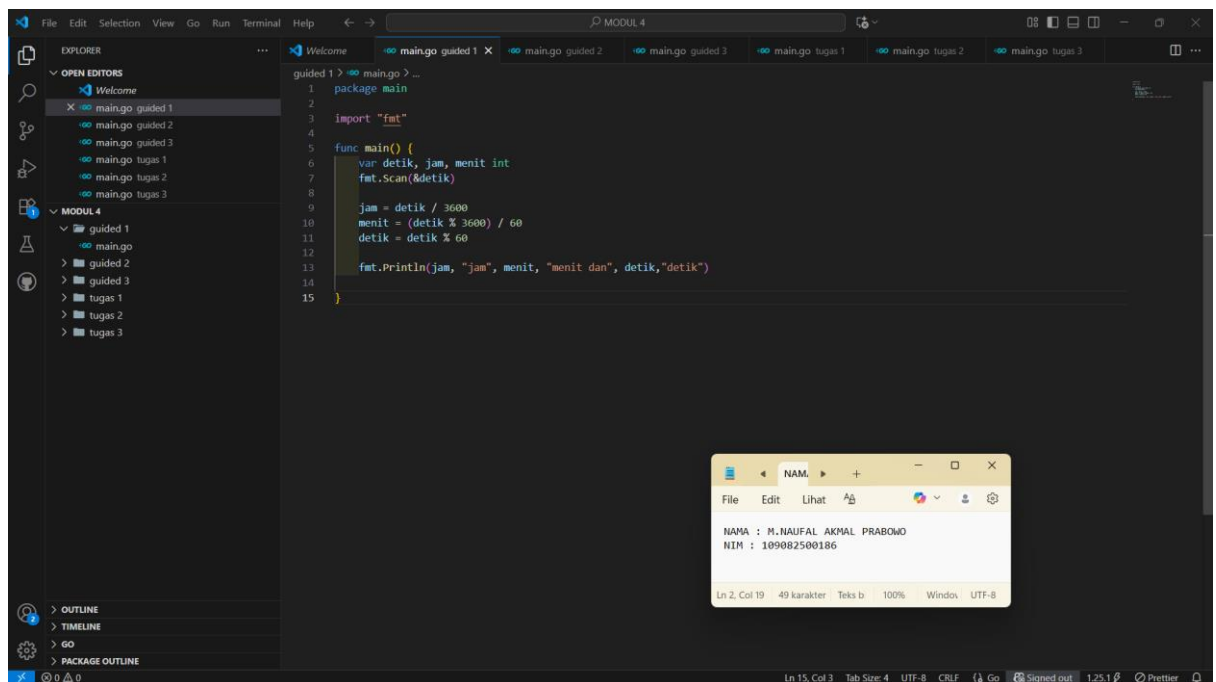 File Edit Selection View Go Run Terminal Help
MODUL 4
EXPLORER
OPEN EDITORS
Welcome
main.go guided 1
main.go guided 2
main.go guided 3
main.go tugas 1
main.go tugas 2
main.go tugas 3
MODUL 4
guided 1
main.go
guided 2
guided 3
tugas 1
tugas 2
tugas 3
OUTLINE
TIMELINE
GO
PACKAGE OUTLINE
Welcome main.go guided 1 main.go guided 2 main.go guided 3 main.go tugas 1 main.go tugas 2 main.go tugas 3
guided 1 > main.go > ...
1 package main
2
3 import "fmt"
4
5 func main() {
6 var detik, jam, menit int
7 fmt.Scan(&detik)
8
9 jam = detik / 3600
10 menit = (detik % 3600) / 60
11 detik = detik % 60
12
13 fmt.Println(jam, "jam", menit, "menit dan", detik,"detik")
14
15 }
NAM
File Edit Lihat
NAMA : M.NAUFAL AKMAL PRABOWO
NIM : 109082500186
Ln 2, Col 19 49 karakter Teks b 100% Windo UTF-8
0 0 Ln 15, Col 3 Tab Size: 4 UTF-8 CRLF Go Signed out 1.25.1 Prettier